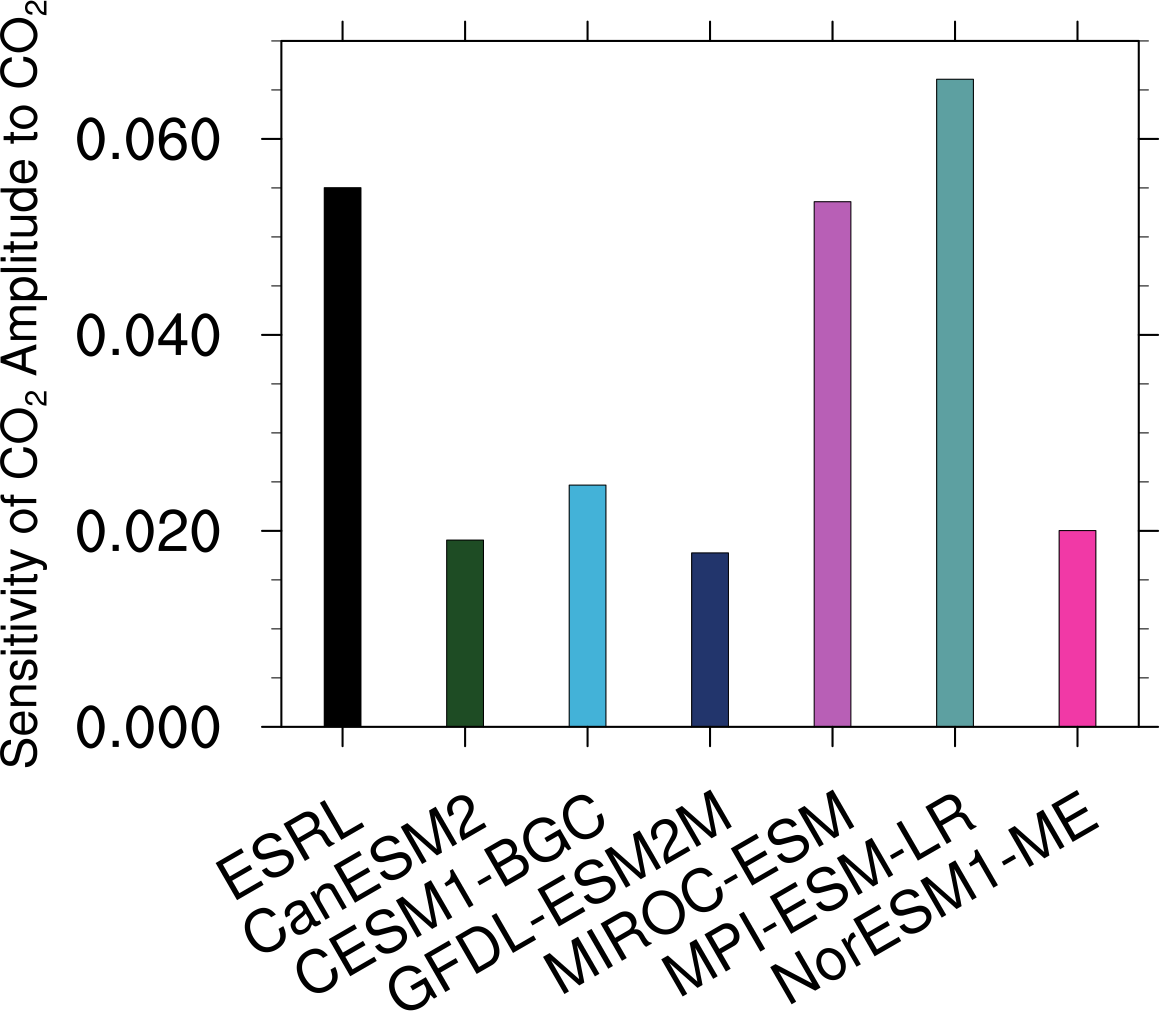 Sensitivity of CO₂ Amplitude to CO₂
0.060
0.040
0.020
0.000
ESRL
CanESM2
CESM1-BGC
GFDL-ESM2M
MIROC-ESM
MPI-ESM-LR
NorESM1-ME